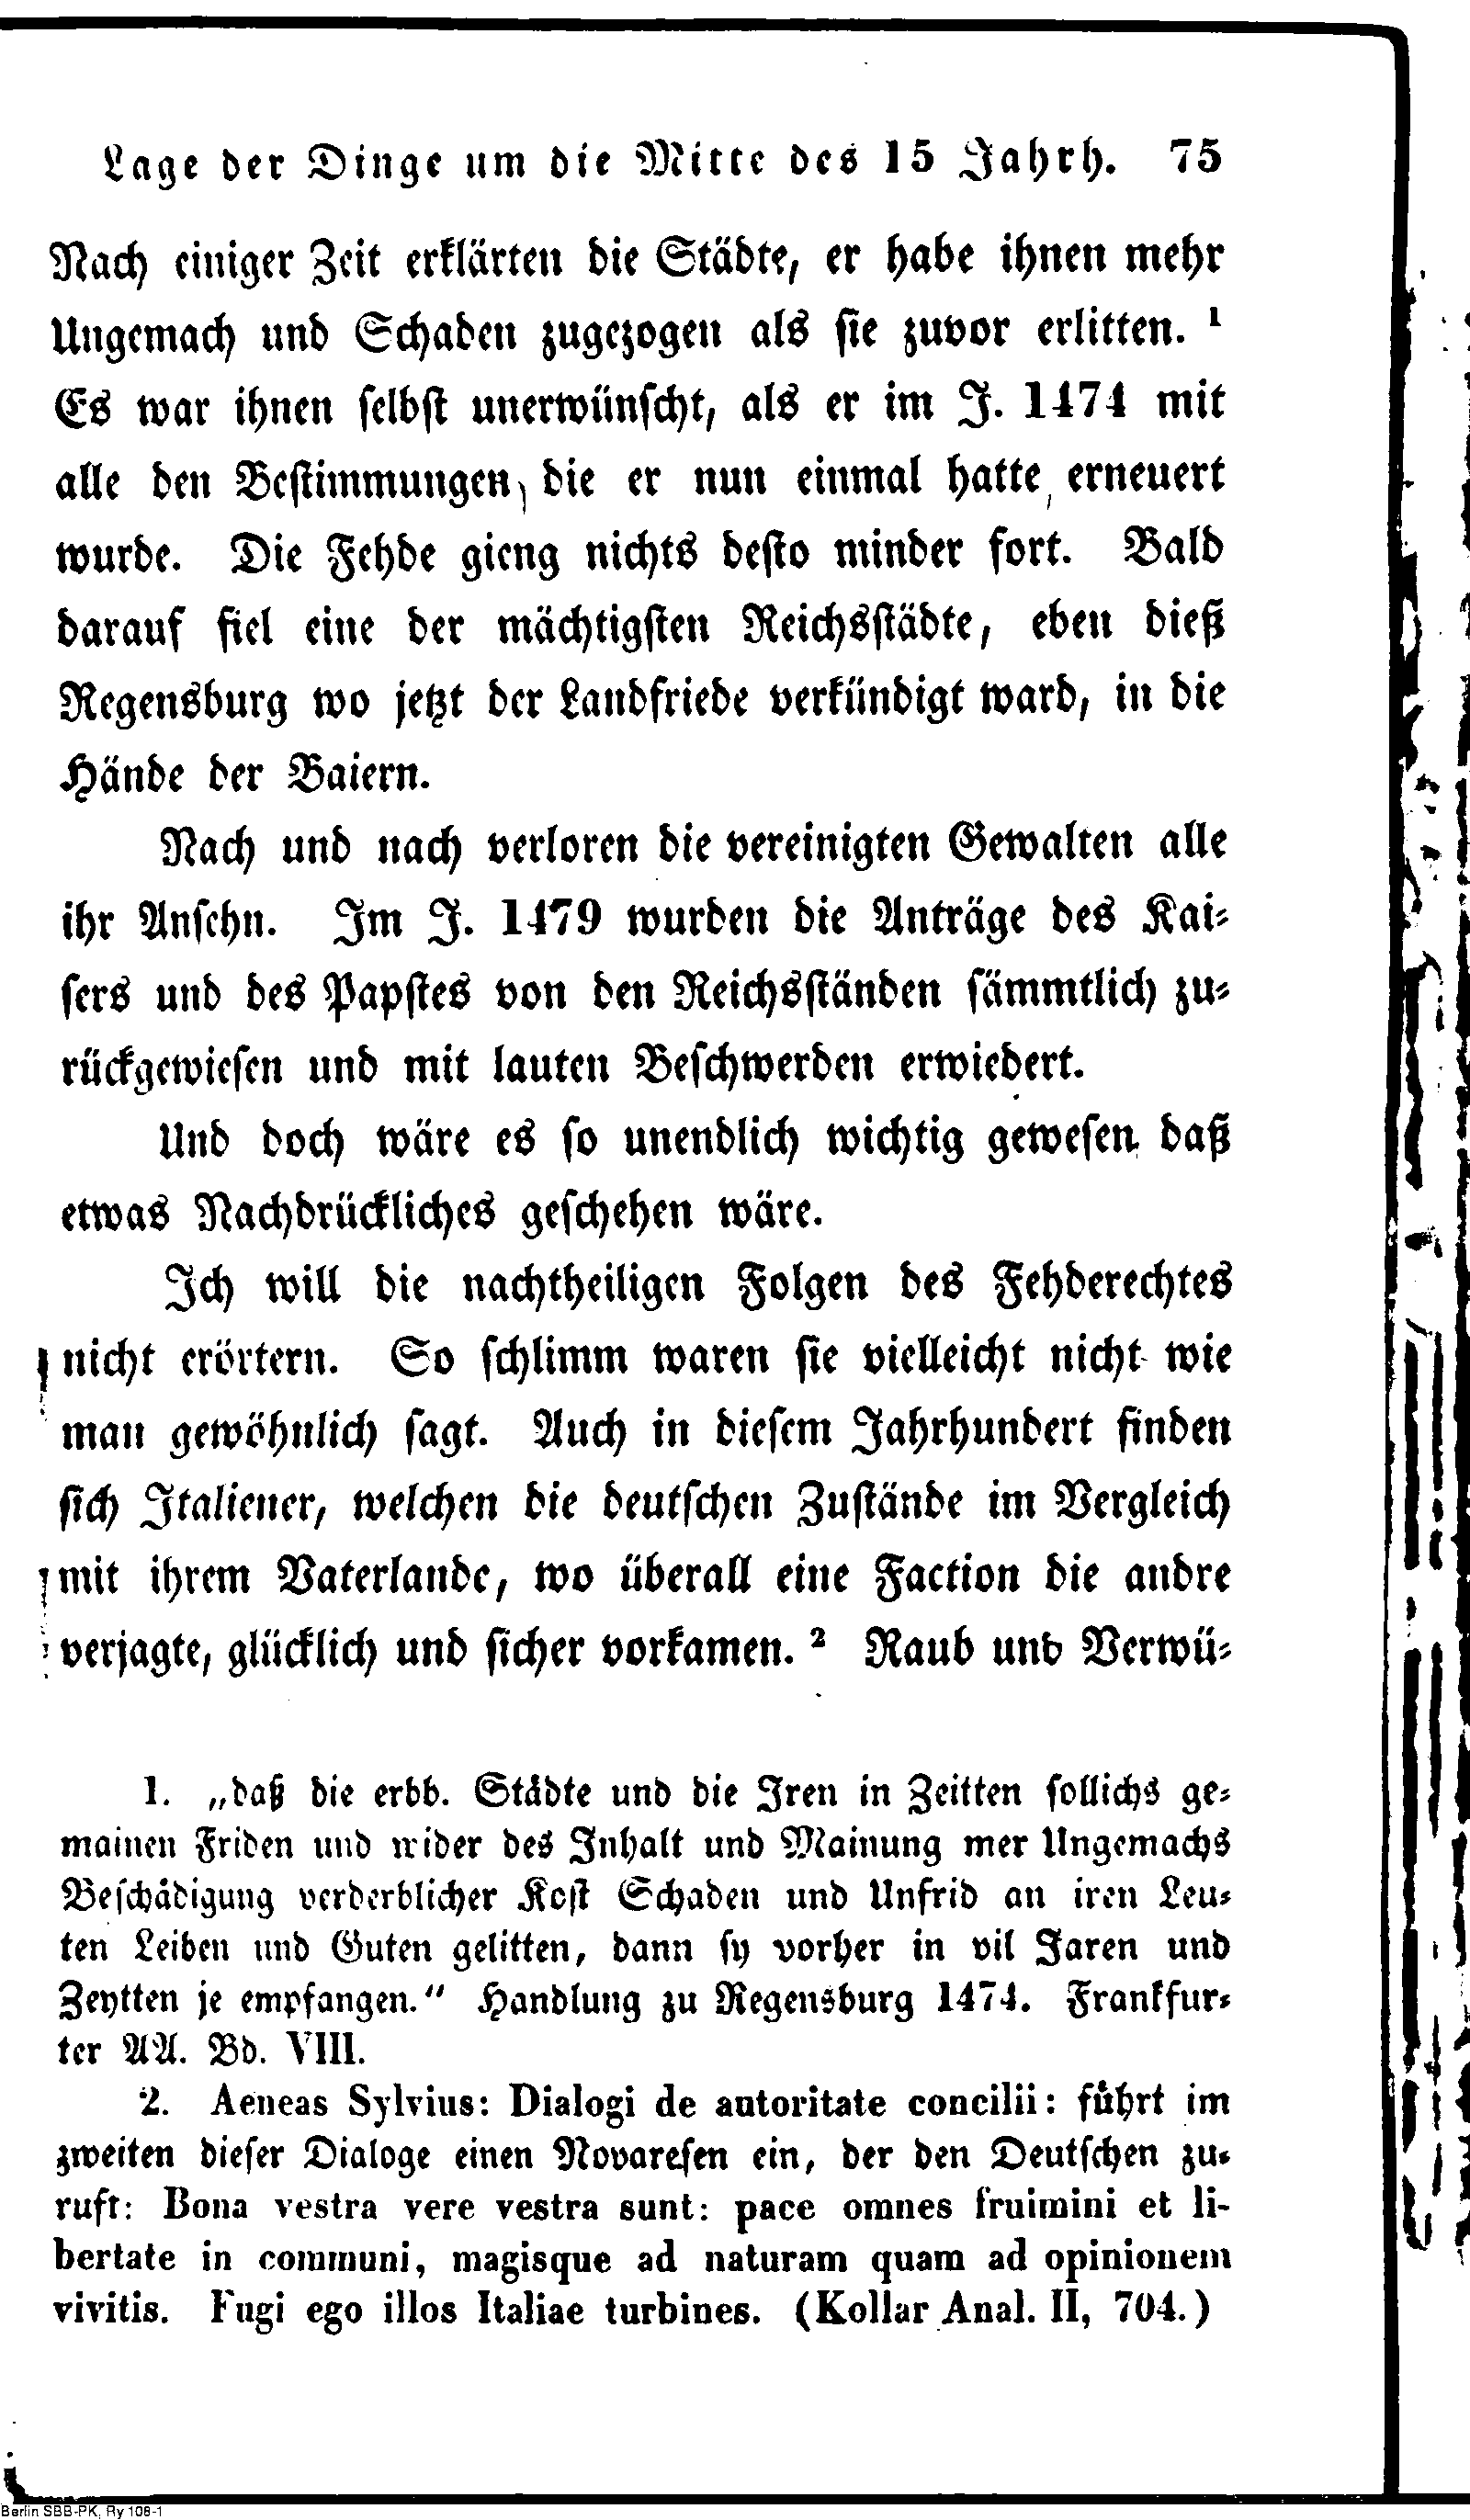 Lage der Dinge um die Mitte des 15 Jahrh. 75
Nach einiger Zeit erklärten die Städte, er habe ihnen mehr
Ungemach und Schaden zugezogen als sie zuvor erlitten. 1
Es war ihnen selbst unerwünscht, als er im J. 1474 mit
alle den Bestimmungen, die er nun einmal hatte, erneuert
wurde. Die Fehde gieng nichts desto minder fort. Bald
darauf fiel eine der mächtigsten Reichsstädte, eben dieß
Regensburg wo jetzt der Landfriede verkündigt ward, in die
Hände der Baiern.
Nach und nach verloren die vereinigten Gewalten alle
ihr Ansehn. Im J. 1479 wurden die Anträge des Kai-
sers und des Papstes von den Reichsständen sämmtlich zu-
rückgewiesen und mit lauten Beschwerden erwiedert.
Und doch wäre es so unendlich wichtig gewesen, daß
etwas Nachdrückliches geschehen wäre.
Ich will die nachtheiligen Folgen des Fehderechtes
nicht erörtern. So schlimm waren sie vielleicht nicht wie
man gewöhnlich sagt. Auch in diesem Jahrhundert finden
sich Italiener, welchen die deutschen Zustände im Vergleich
mit ihrem Vaterlande, wo überall eine Faction die andre
verjagte, glücklich und sicher vorkamen. 2 Raub und Verwü-
1. „daß die erbb. Städte und die Iren in Zeitten sollichs ge-
mainen Friden und wider des Inhalt und Mainung mer Ungemachs
Beschädigung verderblicher Kost Schaden und Unfrid an iren Leu-
ten Leiben und Guten gelitten, dann sy vorher in vil Jaren und
Zeytten je empfangen.“ Handlung zu Regensburg 1474. Frankfur-
ter AA. Bd. VIII.
2. Aeneas Sylvius: Dialogi de autoritate concilii: führt im
zweiten dieser Dialoge einen Novaresen ein, der den Deutschen zu-
ruft: Bona vestra vere vestra sunt: pace omnes fruimini et li-
bertate in communi, magisque ad naturam quam ad opinionem
vivitis. Fugi ego illos Italiae turbines. (Kollar Anal. II, 704.)
Berlin SBB-PK, Ry 108-1